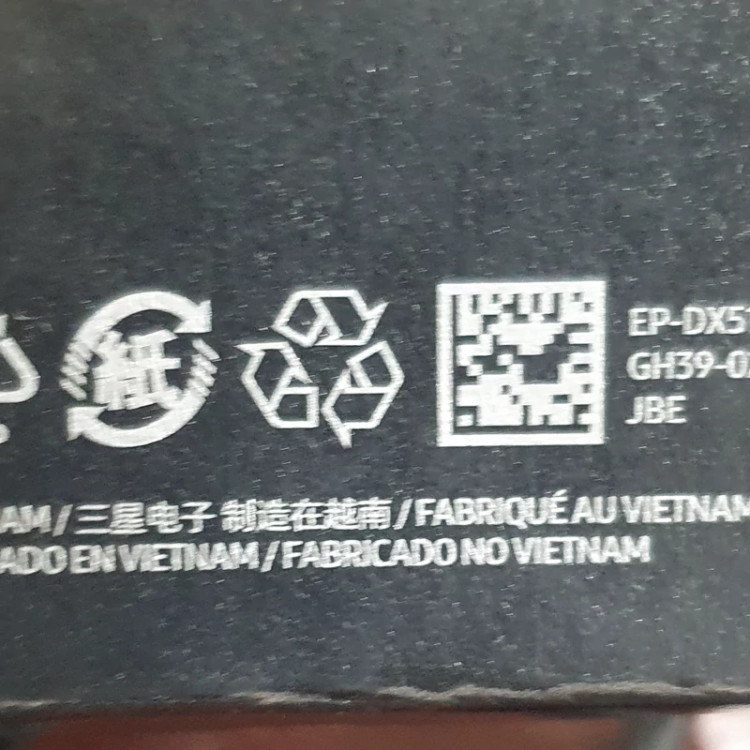 紙
EP-DX5
GH39-0
JBE
AM / 三星电子 制造在越南 / FABRIQUÉ AU VIETNAM
ADO EN VIETNAM / FABRICADO NO VIETNAM